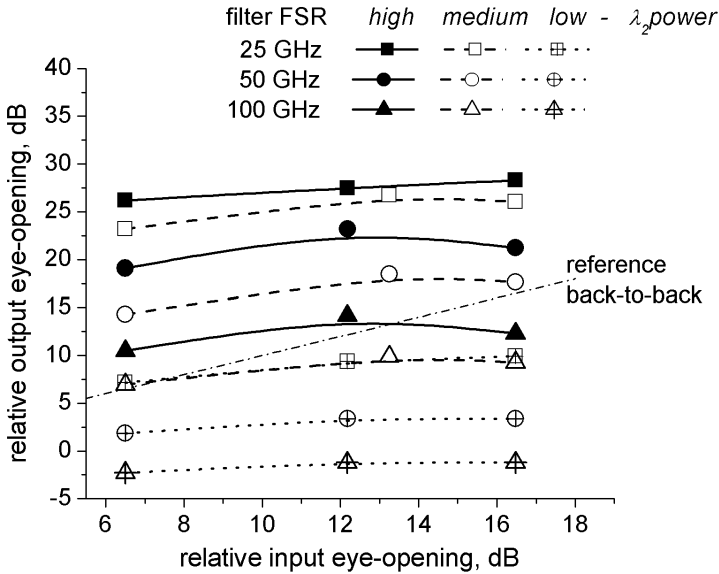 filter FSR high medium low - λ₂power
25 GHz
50 GHz
100 GHz
40
35
30
25
20
15
10
5
0
-5
relative output eye-opening, dB
reference
back-to-back
6 8 10 12 14 16 18
relative input eye-opening, dB